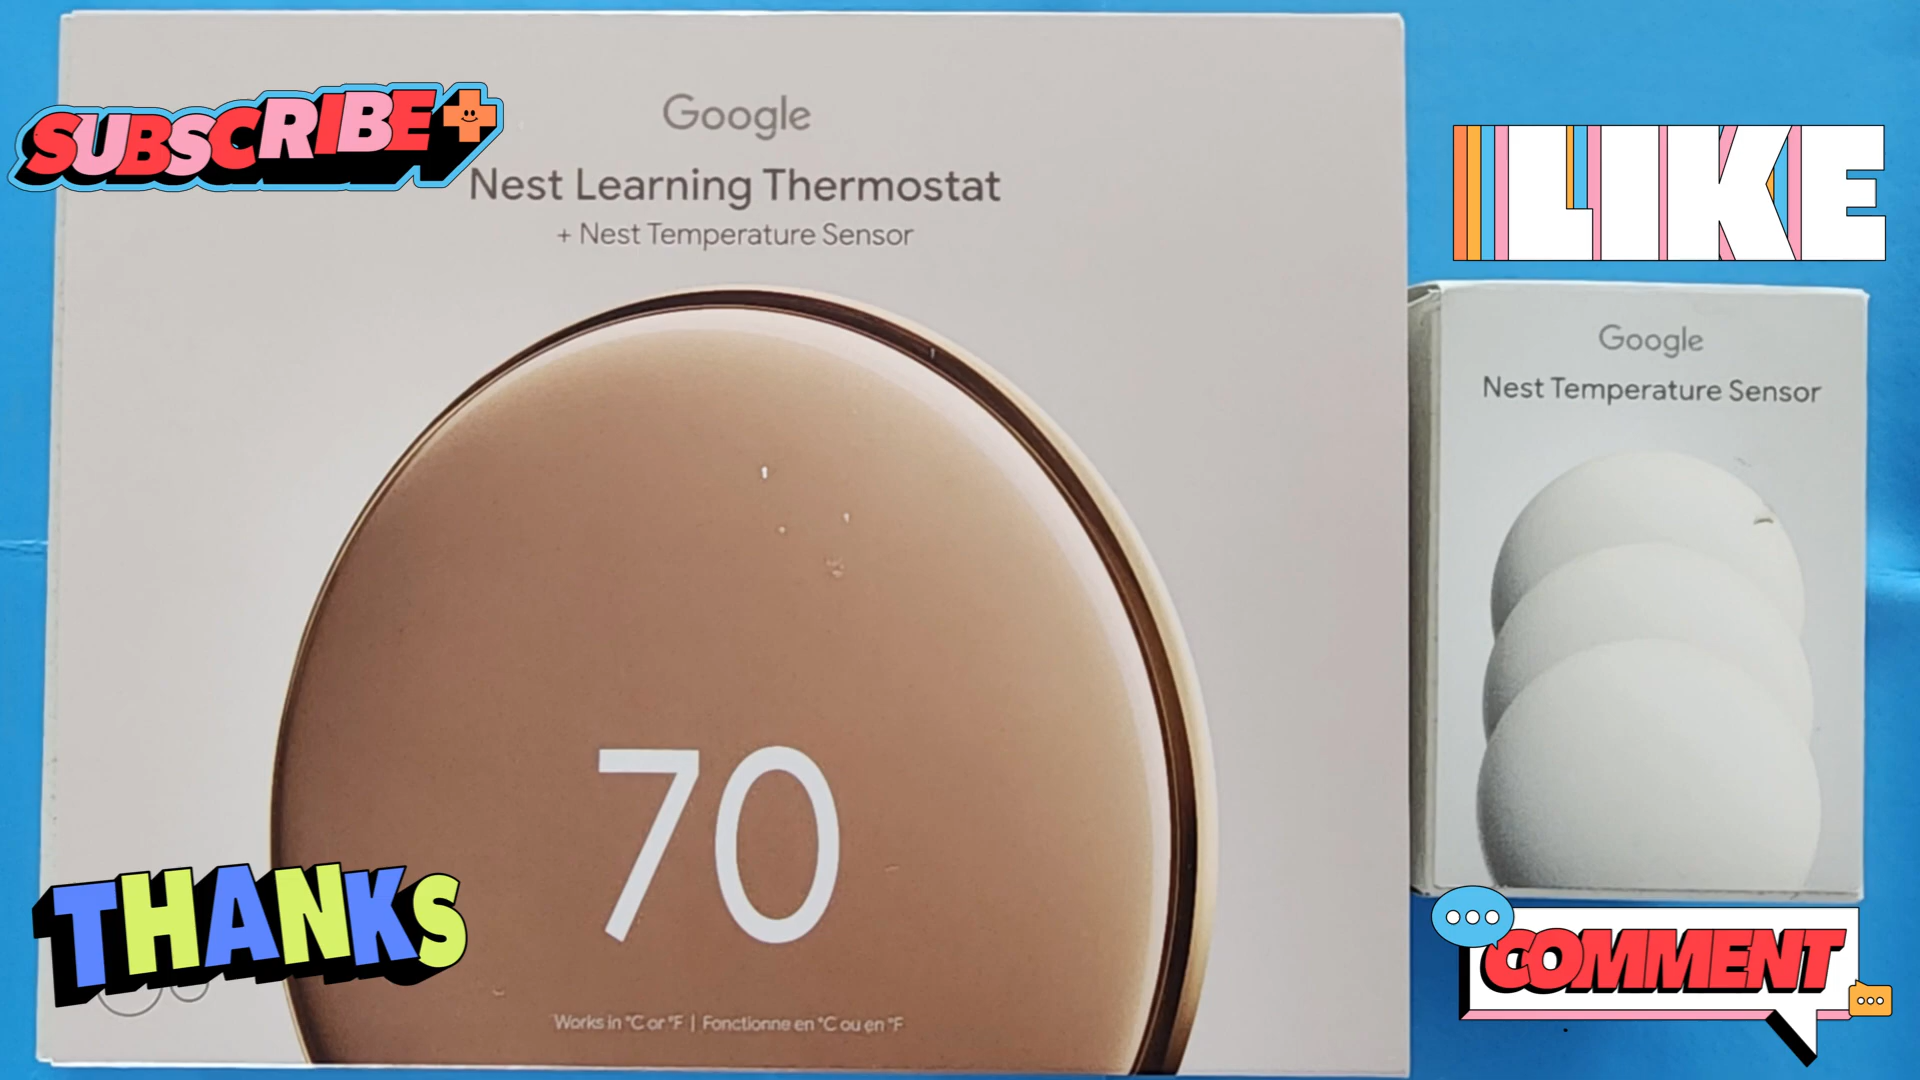 SUBSCRIBE
Google
Nest Learning Thermostat
+ Nest Temperature Sensor
LIKE
Google
Nest Temperature Sensor
70
THANKS
Works in °C or °F | Fonctionne en °C ou en °F
COMMENT